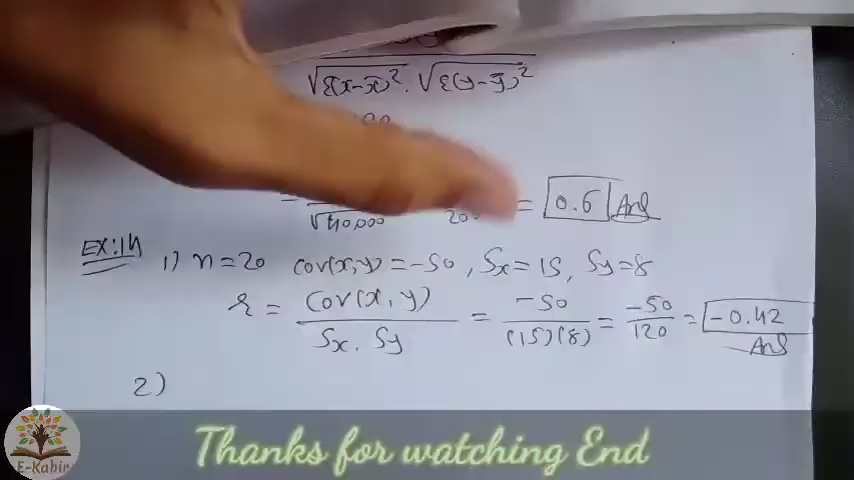 √Σ(x-x̄)² . √Σ(y-ȳ)²
= √40,000 20 = 0.6 Ans
EX:14 1) n=20 Cov(x,y)=-50, Sx=15, Sy=8
r = Cov(x,y) / Sx . Sy = -50 / (15)(8) = -50 / 120 = -0.42
Ans
2)
E-Kabir
Thanks for watching End